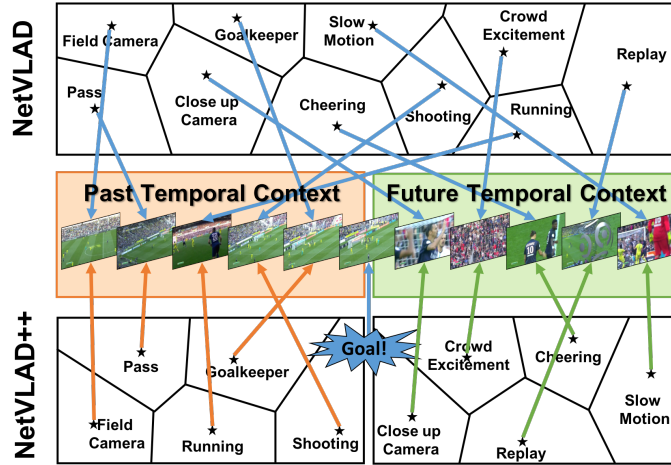 NetVLAD
Field Camera
Goalkeeper
Slow
Motion
Crowd
Excitement
Replay
Pass
Close up
Camera
Cheering
Shooting
Running
Past Temporal Context
Future Temporal Context
10
NetVLAD++
Goal!
Pass
Goalkeeper
Crowd
Excitement
Cheering
Field
Camera
Running
Shooting
Close up
Camera
Replay
Slow
Motion